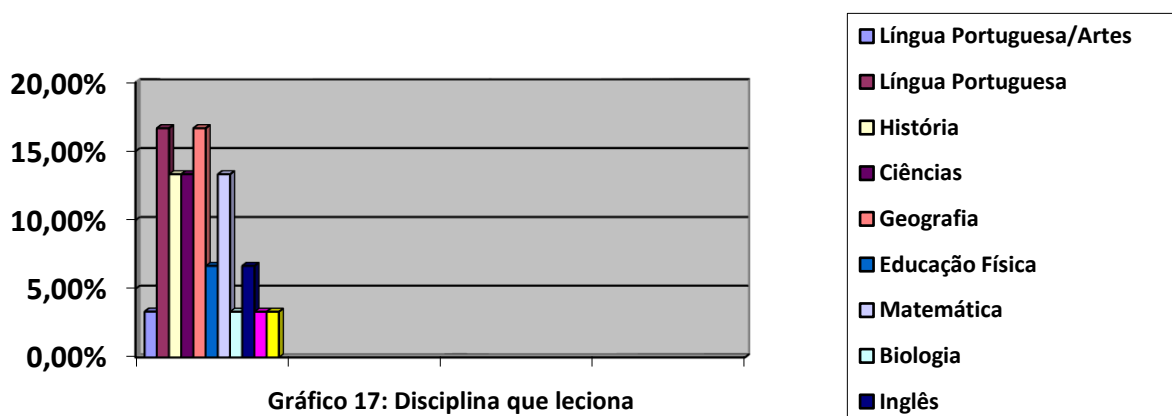 20,00%
15,00%
10,00%
5,00%
0,00%
Gráfico 17: Disciplina que leciona
Língua Portuguesa/Artes
Língua Portuguesa
História
Ciências
Geografia
Educação Física
Matemática
Biologia
Inglês